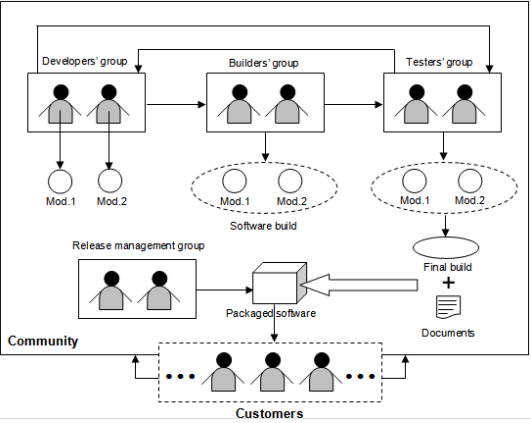 Developers' group
Builders' group
Testers' group
Mod.1
Mod.2
Mod.1
Mod.2
Mod.1
Mod.2
Software build
Release management group
Final build
+
Packaged software
Documents
Community
Customers